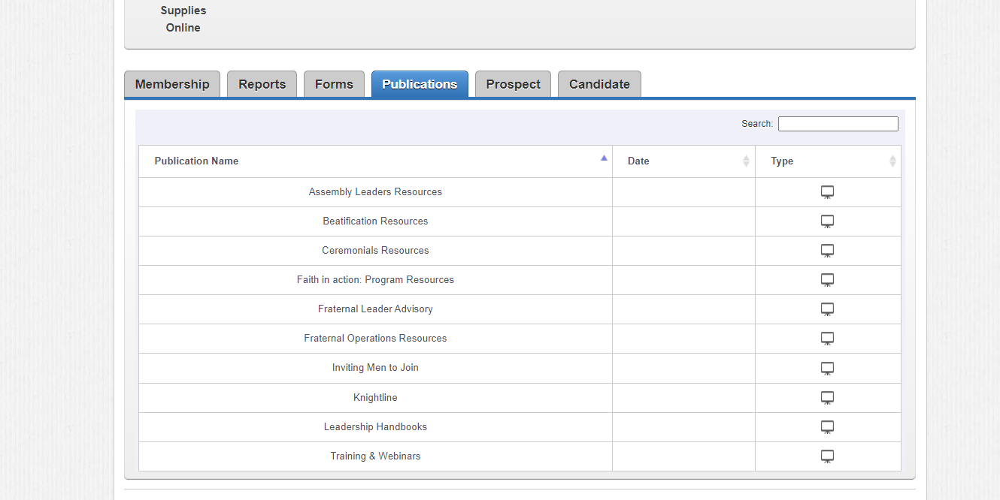 Supplies
Online
Membership Reports Forms Publications Prospect Candidate
Search:
Publication Name Date Type
Assembly Leaders Resources
Beatification Resources
Ceremonials Resources
Faith in action: Program Resources
Fraternal Leader Advisory
Fraternal Operations Resources
Inviting Men to Join
Knightline
Leadership Handbooks
Training & Webinars